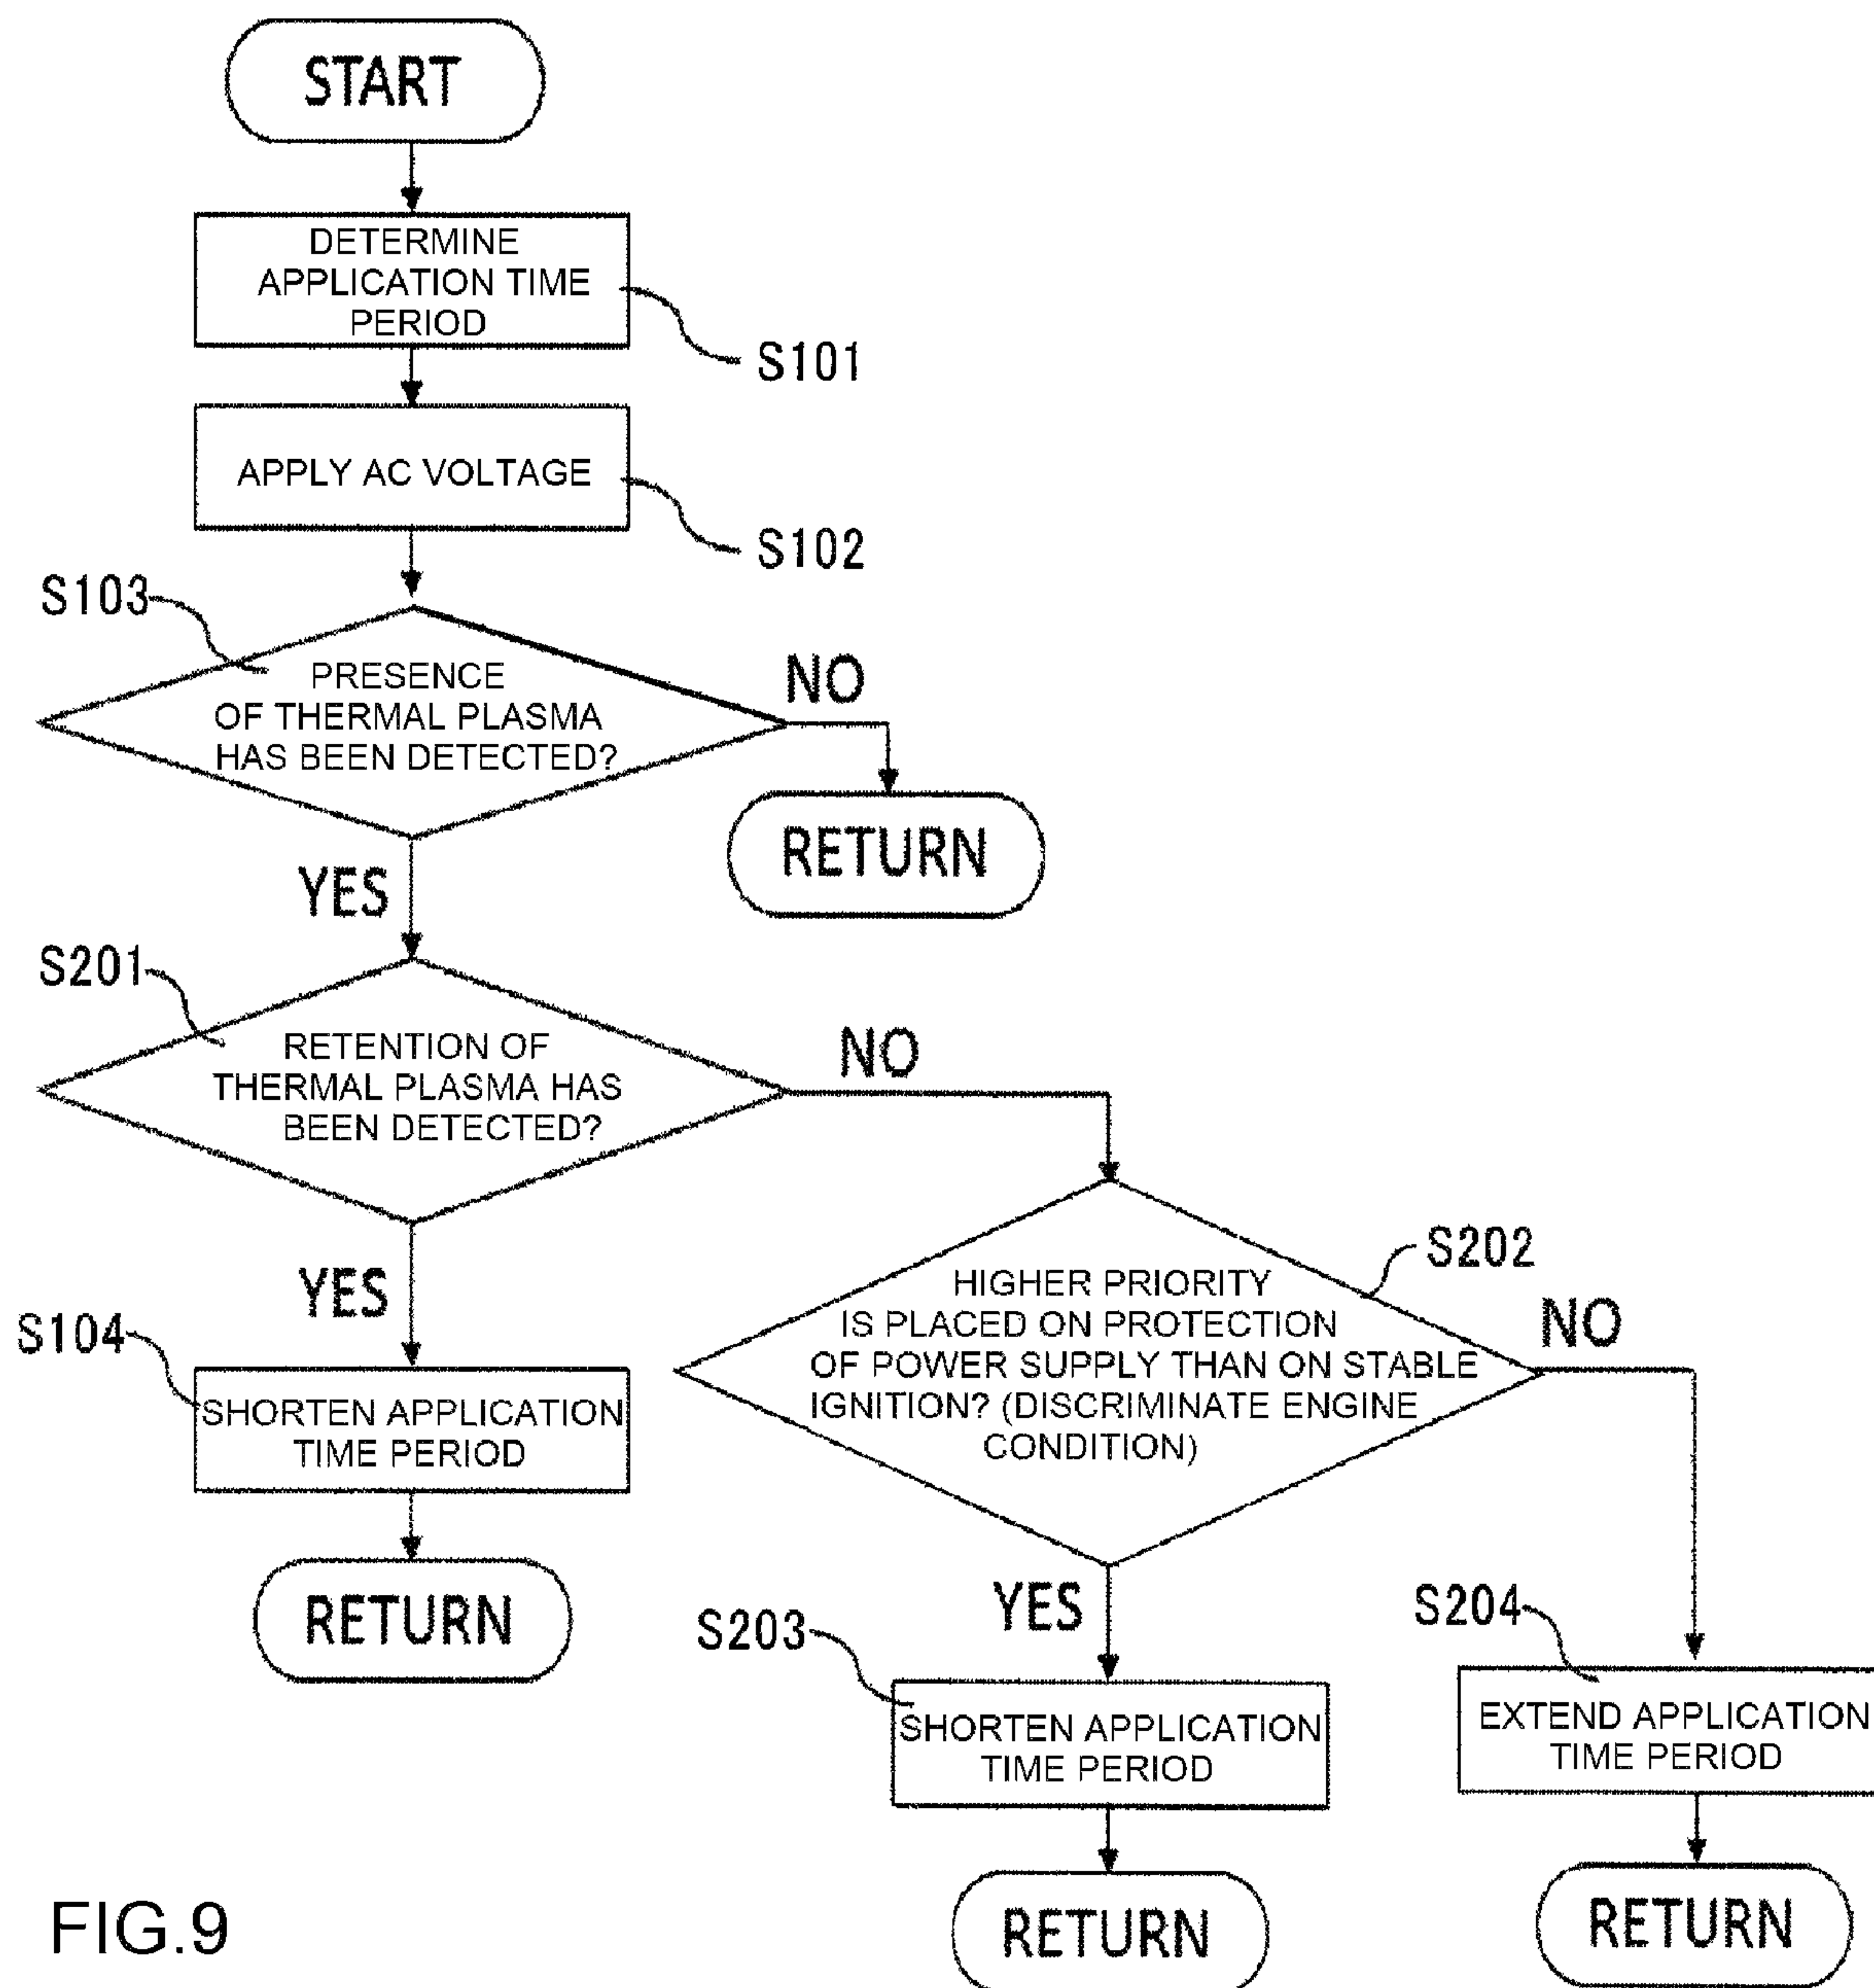 START
DETERMINE
APPLICATION TIME
PERIOD
S101
APPLY AC VOLTAGE
S102
S103
PRESENCE
OF THERMAL PLASMA
HAS BEEN DETECTED?
NO
RETURN
YES
S201
RETENTION OF
THERMAL PLASMA HAS
BEEN DETECTED?
NO
YES
S104
SHORTEN APPLICATION
TIME PERIOD
RETURN
S202
HIGHER PRIORITY
IS PLACED ON PROTECTION
OF POWER SUPPLY THAN ON STABLE
IGNITION? (DISCRIMINATE ENGINE
CONDITION)
NO
YES
S203
SHORTEN APPLICATION
TIME PERIOD
RETURN
S204
EXTEND APPLICATION
TIME PERIOD
RETURN
FIG.9